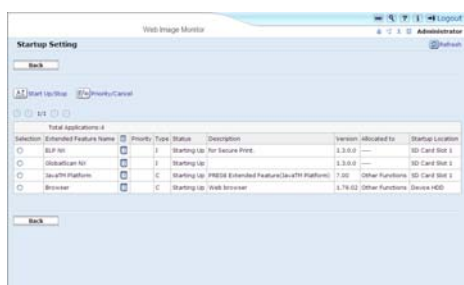 Web Image Monitor
Logout
Administrator
Startup Setting
Refresh
Back
Start Up/Stop
Priority/Cancel
1/1
Total Applications:4
Selection Extended Feature Name Priority Type Status Description Version Allocated to Startup Location
ELP NX I Starting Up for Secure Print 1.3.0.0 ---- SD Card Slot 1
GlobalScan NX I Starting Up 1.3.0.0 ---- SD Card Slot 1
JavaTM Platform C Starting Up Extended Feature(JavaTM Platform) 7.00 Other Functions SD Card Slot 1
Browser C Starting Up Web browser Other Functions Device HDD
Back